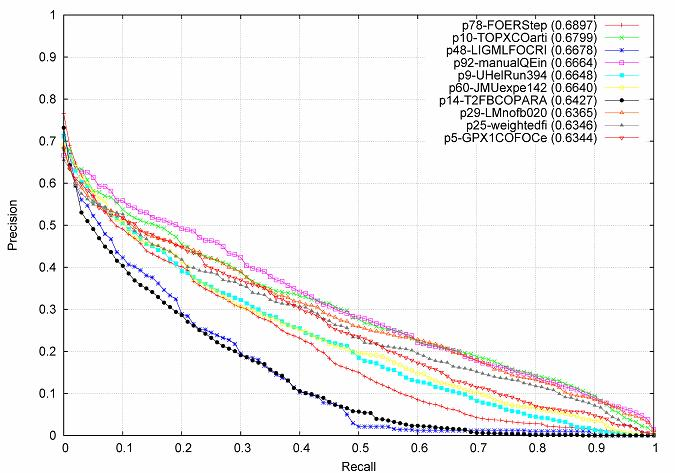 1
0.9
0.8
0.7
0.6
0.5
0.4
0.3
0.2
0.1
0
Precision
p78-FOERStep (0.6897)
p10-TOPXCOarti (0.6799)
p48-LIGMLFOCRI (0.6678)
p92-manualQEin (0.6664)
p9-UHelRun394 (0.6648)
p60-JMUexpe142 (0.6640)
p14-T2FBCOPARA (0.6427)
p29-LMnofb020 (0.6365)
p25-weightedfi (0.6346)
p5-GPX1COFOCe (0.6344)
0 0.1 0.2 0.3 0.4 0.5 0.6 0.7 0.8 0.9 1
Recall